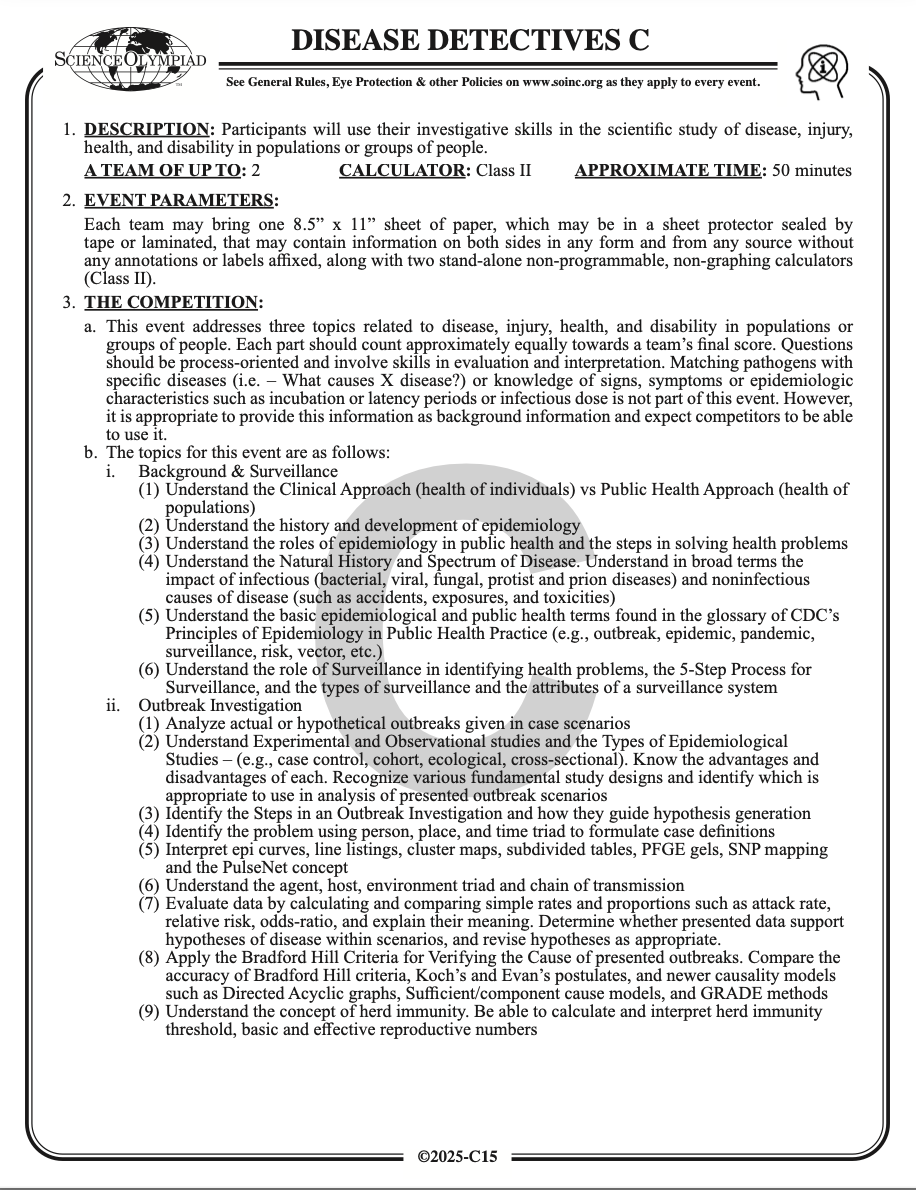 DISEASE DETECTIVES C
SCIENCE OLYMPIAD
See General Rules, Eye Protection & other Policies on www.soinc.org as they apply to every event.
1. DESCRIPTION: Participants will use their investigative skills in the scientific study of disease, injury,
health, and disability in populations or groups of people.
A TEAM OF UP TO: 2 CALCULATOR: Class II APPROXIMATE TIME: 50 minutes
2. EVENT PARAMETERS:
Each team may bring one 8.5” x 11” sheet of paper, which may be in a sheet protector sealed by
tape or laminated, that may contain information on both sides in any form and from any source without
any annotations or labels affixed, along with two stand-alone non-programmable, non-graphing calculators
(Class II).
3. THE COMPETITION:
a. This event addresses three topics related to disease, injury, health, and disability in populations or
groups of people. Each part should count approximately equally towards a team’s final score. Questions
should be process-oriented and involve skills in evaluation and interpretation. Matching pathogens with
specific diseases (i.e. – What causes X disease?) or knowledge of signs, symptoms or epidemiologic
characteristics such as incubation or latency periods or infectious dose is not part of this event. However,
it is appropriate to provide this information as background information and expect competitors to be able
to use it.
b. The topics for this event are as follows:
i. Background & Surveillance
(1) Understand the Clinical Approach (health of individuals) vs Public Health Approach (health of
populations)
(2) Understand the history and development of epidemiology
(3) Understand the roles of epidemiology in public health and the steps in solving health problems
(4) Understand the Natural History and Spectrum of Disease. Understand in broad terms the
impact of infectious (bacterial, viral, fungal, protist and prion diseases) and noninfectious
causes of disease (such as accidents, exposures, and toxicities)
(5) Understand the basic epidemiological and public health terms found in the glossary of CDC’s
Principles of Epidemiology in Public Health Practice (e.g., outbreak, epidemic, pandemic,
surveillance, risk, vector, etc.)
(6) Understand the role of Surveillance in identifying health problems, the 5-Step Process for
Surveillance, and the types of surveillance and the attributes of a surveillance system
ii. Outbreak Investigation
(1) Analyze actual or hypothetical outbreaks given in case scenarios
(2) Understand Experimental and Observational studies and the Types of Epidemiological
Studies – (e.g., case control, cohort, ecological, cross-sectional). Know the advantages and
disadvantages of each. Recognize various fundamental study designs and identify which is
appropriate to use in analysis of presented outbreak scenarios
(3) Identify the Steps in an Outbreak Investigation and how they guide hypothesis generation
(4) Identify the problem using person, place, and time triad to formulate case definitions
(5) Interpret epi curves, line listings, cluster maps, subdivided tables, PFGE gels, SNP mapping
and the PulseNet concept
(6) Understand the agent, host, environment triad and chain of transmission
(7) Evaluate data by calculating and comparing simple rates and proportions such as attack rate,
relative risk, odds-ratio, and explain their meaning. Determine whether presented data support
hypotheses of disease within scenarios, and revise hypotheses as appropriate.
(8) Apply the Bradford Hill Criteria for Verifying the Cause of presented outbreaks. Compare the
accuracy of Bradford Hill criteria, Koch’s and Evan’s postulates, and newer causality models
such as Directed Acyclic graphs, Sufficient/component cause models, and GRADE methods
(9) Understand the concept of herd immunity. Be able to calculate and interpret herd immunity
threshold, basic and effective reproductive numbers
C
©2025-C15